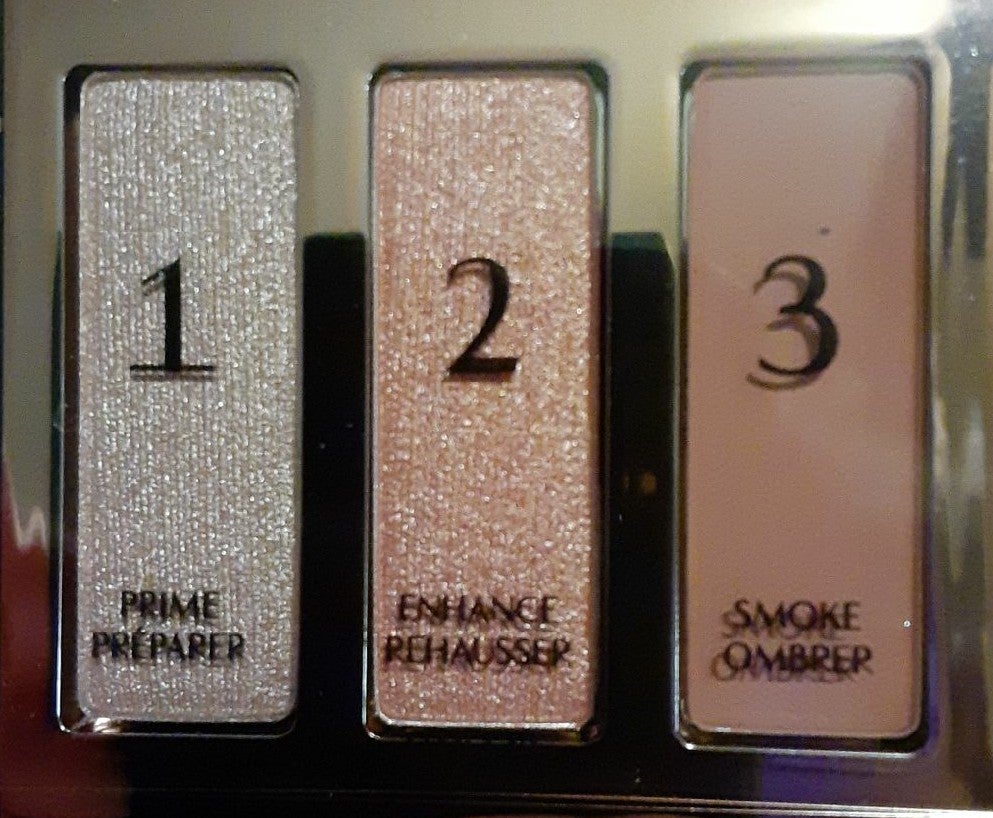 1
PRIME
PRÉPARER
2
ENHANCE
REHAUSSER
3
SMOKE
OMBRER